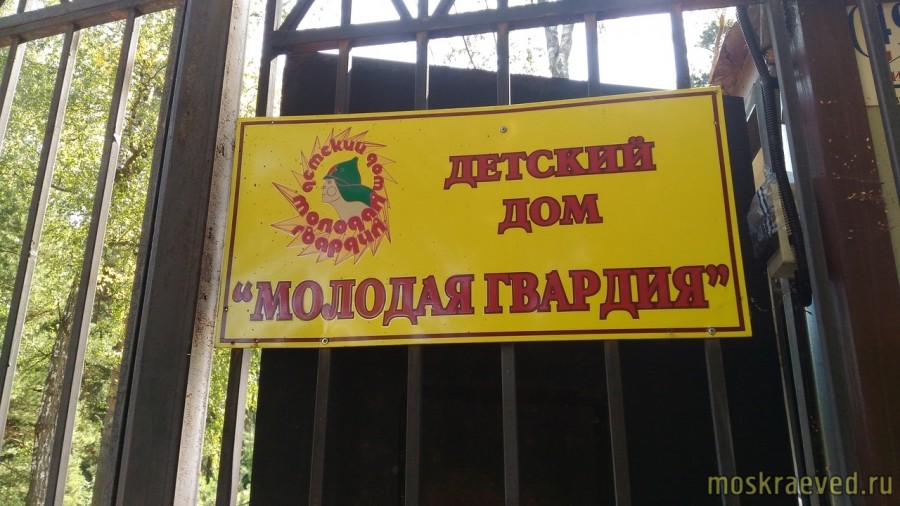 детский дом
молодая
гвардия
ДЕТСКИЙ
ДОМ
“МОЛОДАЯ ГВАРДИЯ”
moskraeved.ru